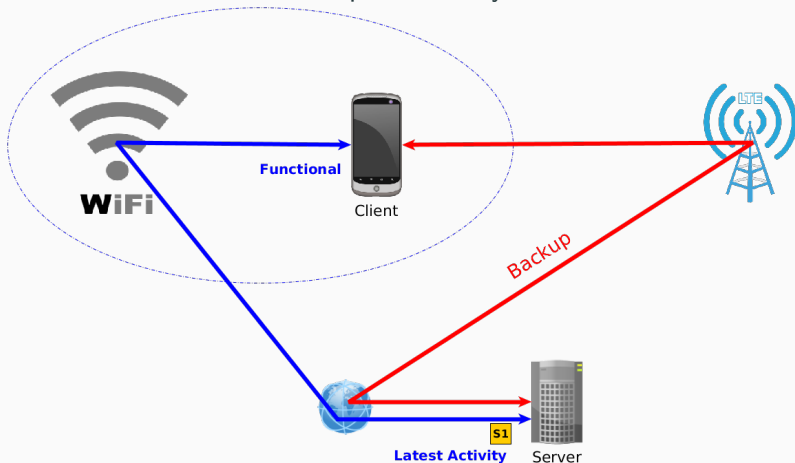 LTE
Functional
WiFi
Client
Backup
S1
Latest Activity
Server